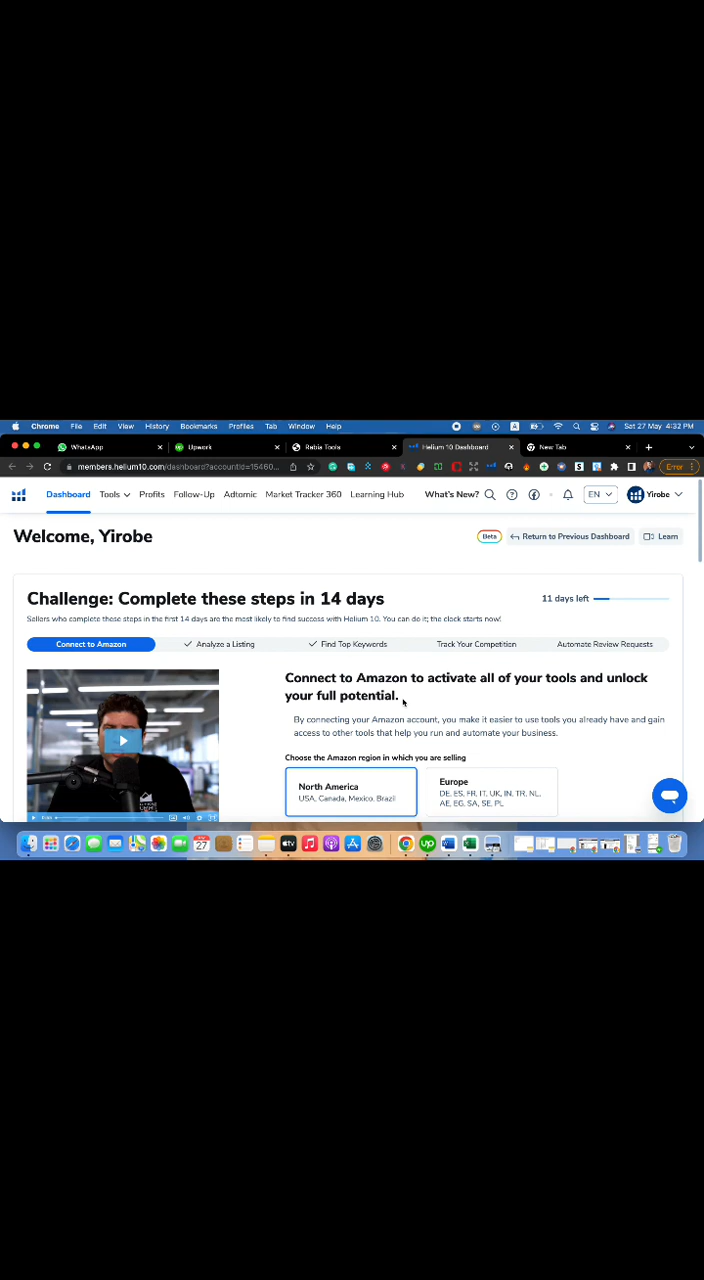 Chrome File Edit View History Bookmarks Profiles Tab Window Help A Sat 27 May 4:32 PM
WhatsApp Upwork Rabia Tools Helium 10 Dashboard New Tab
members.helium10.com/dashboard?accountId=15460... Error
Dashboard Tools Profits Follow-Up Adtomic Market Tracker 360 Learning Hub What's New? EN Yirobe
Welcome, Yirobe
Beta Return to Previous Dashboard Learn
Challenge: Complete these steps in 14 days
11 days left
Sellers who complete these steps in the first 14 days are the most likely to find success with Helium 10. You can do it; the clock starts now!
Connect to Amazon Analyze a Listing Find Top Keywords Track Your Competition Automate Review Requests
Connect to Amazon to activate all of your tools and unlock
your full potential.
By connecting your Amazon account, you make it easier to use tools you already have and gain
access to other tools that help you run and automate your business.
Choose the Amazon region in which you are selling
North America
USA, Canada, Mexico, Brazil
Europe
DE, ES, FR, IT, UK, IN, TR, NL,
AE, EG, SA, SE, PL
27
tv
up